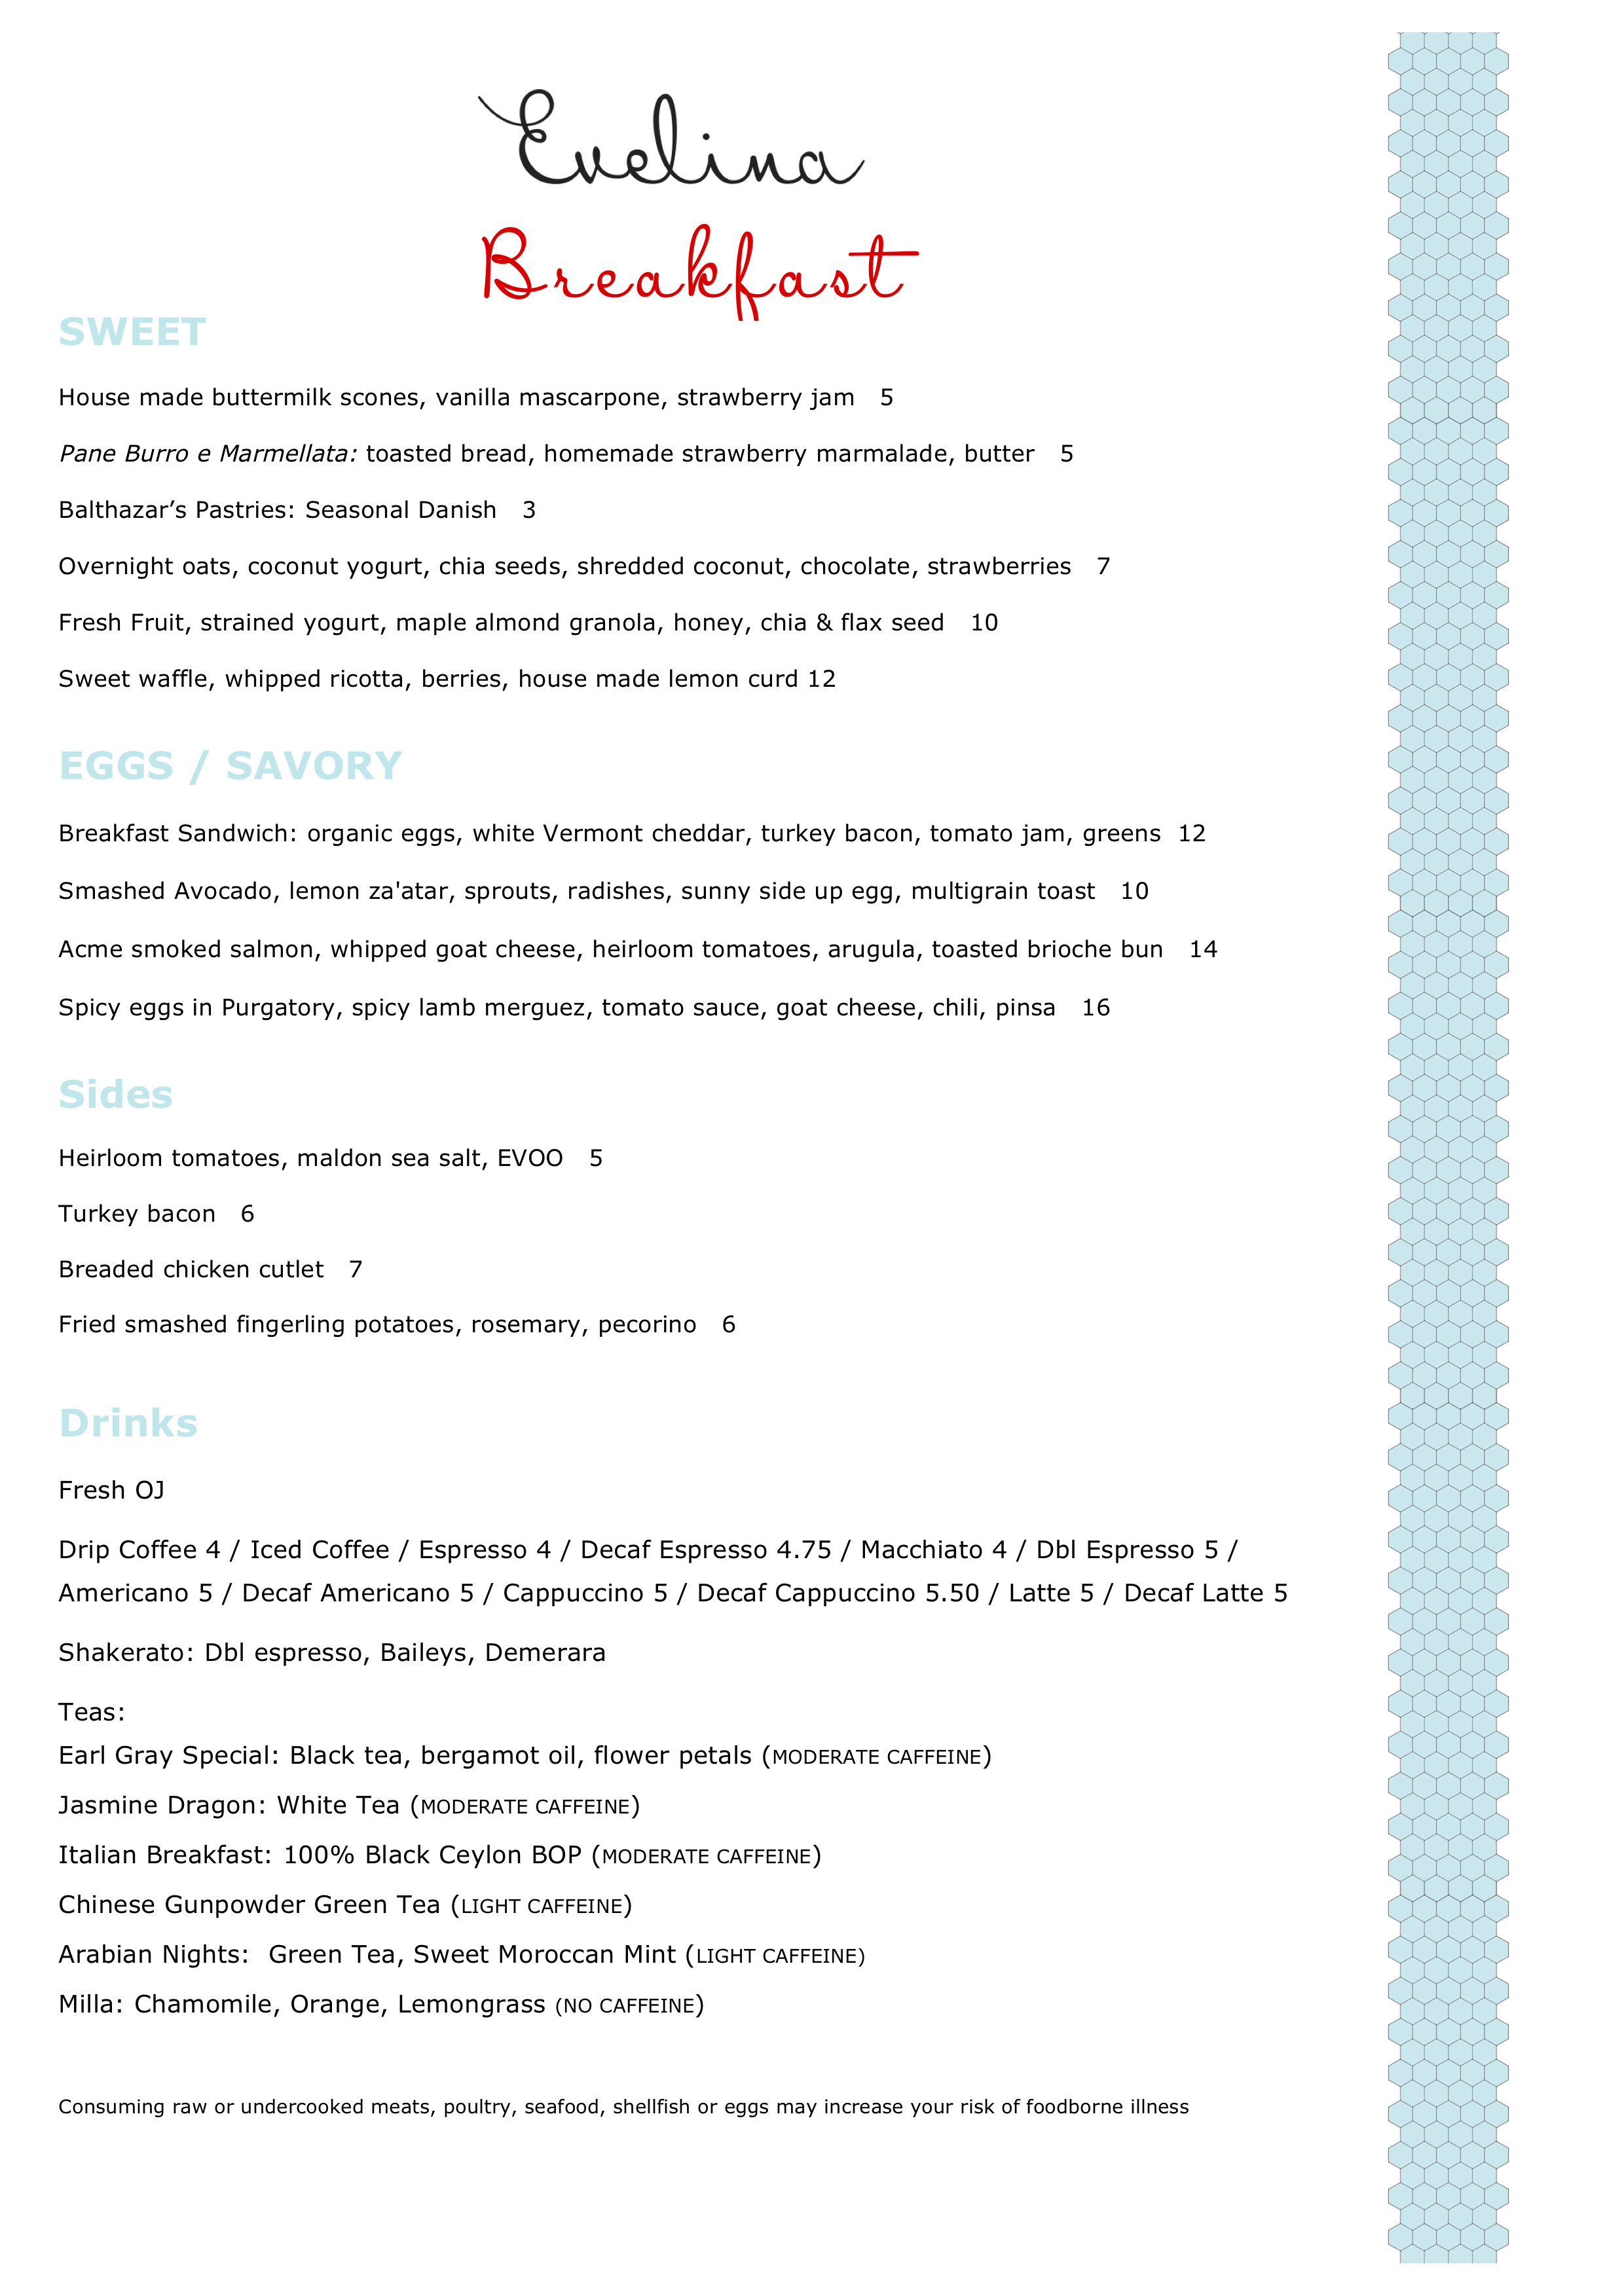 Evelina
Breakfast
SWEET
House made buttermilk scones, vanilla mascarpone, strawberry jam 5
Pane Burro e Marmellata: toasted bread, homemade strawberry marmalade, butter 5
Balthazar’s Pastries: Seasonal Danish 3
Overnight oats, coconut yogurt, chia seeds, shredded coconut, chocolate, strawberries 7
Fresh Fruit, strained yogurt, maple almond granola, honey, chia & flax seed 10
Sweet waffle, whipped ricotta, berries, house made lemon curd 12
EGGS / SAVORY
Breakfast Sandwich: organic eggs, white Vermont cheddar, turkey bacon, tomato jam, greens 12
Smashed Avocado, lemon za'atar, sprouts, radishes, sunny side up egg, multigrain toast 10
Acme smoked salmon, whipped goat cheese, heirloom tomatoes, arugula, toasted brioche bun 14
Spicy eggs in Purgatory, spicy lamb merguez, tomato sauce, goat cheese, chili, pinsa 16
Sides
Heirloom tomatoes, maldon sea salt, EVOO 5
Turkey bacon 6
Breaded chicken cutlet 7
Fried smashed fingerling potatoes, rosemary, pecorino 6
Drinks
Fresh OJ
Drip Coffee 4 / Iced Coffee / Espresso 4 / Decaf Espresso 4.75 / Macchiato 4 / Dbl Espresso 5 /
Americano 5 / Decaf Americano 5 / Cappuccino 5 / Decaf Cappuccino 5.50 / Latte 5 / Decaf Latte 5
Shakerato: Dbl espresso, Baileys, Demerara
Teas:
Earl Gray Special: Black tea, bergamot oil, flower petals (MODERATE CAFFEINE)
Jasmine Dragon: White Tea (MODERATE CAFFEINE)
Italian Breakfast: 100% Black Ceylon BOP (MODERATE CAFFEINE)
Chinese Gunpowder Green Tea (LIGHT CAFFEINE)
Arabian Nights: Green Tea, Sweet Moroccan Mint (LIGHT CAFFEINE)
Milla: Chamomile, Orange, Lemongrass (NO CAFFEINE)
Consuming raw or undercooked meats, poultry, seafood, shellfish or eggs may increase your risk of foodborne illness